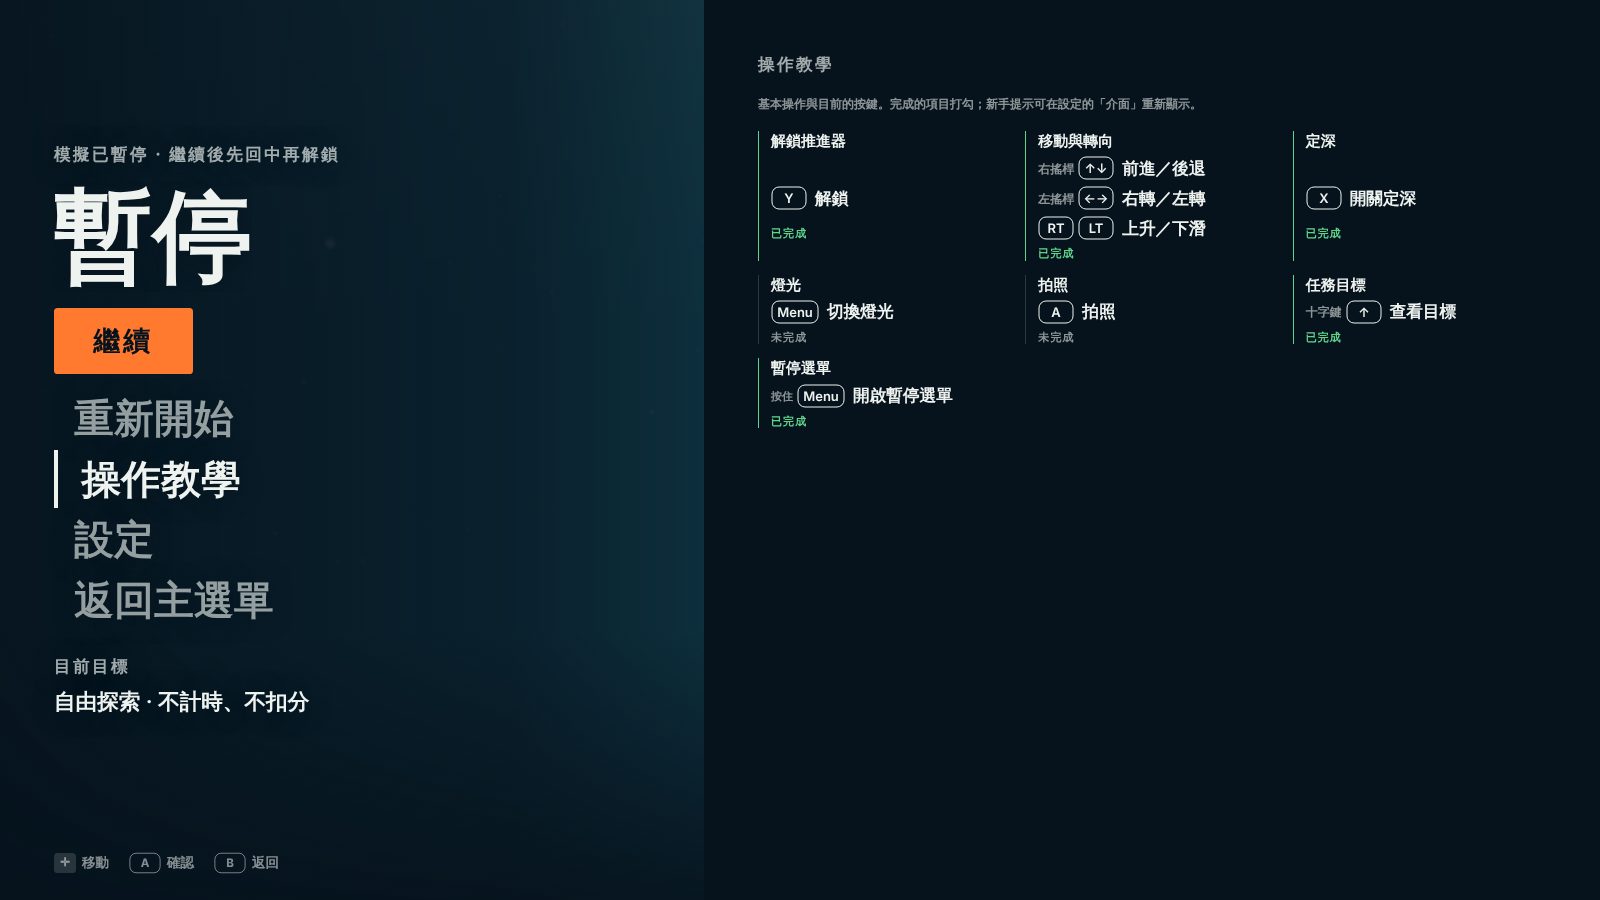 模擬已暫停 · 繼續後先回中再解鎖
暫停
繼續
重新開始
操作教學
設定
返回主選單
目前目標
自由探索 · 不計時、不扣分
移動 A 確認 B 返回
操作教學
基本操作與目前的按鍵。完成的項目打勾；新手提示可在設定的「介面」重新顯示。
解鎖推進器
Y 解鎖
已完成
移動與轉向
右搖桿 ↑↓ 前進／後退
左搖桿 ←→ 右轉／左轉
RT LT 上升／下潛
已完成
定深
X 開關定深
已完成
燈光
Menu 切換燈光
未完成
拍照
A 拍照
未完成
任務目標
十字鍵 ↑ 查看目標
已完成
暫停選單
按住 Menu 開啟暫停選單
已完成